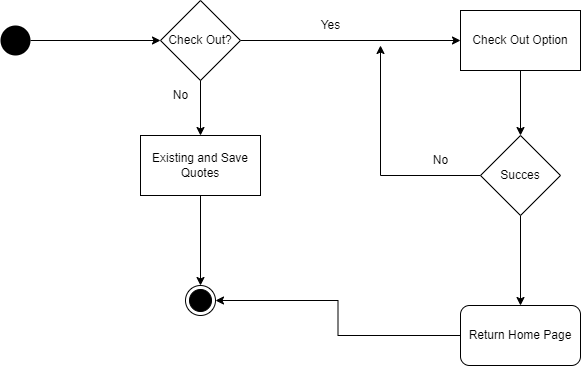 Yes
Check Out?
Check Out Option
No
Existing and Save
Quotes
No
Succes
Return Home Page